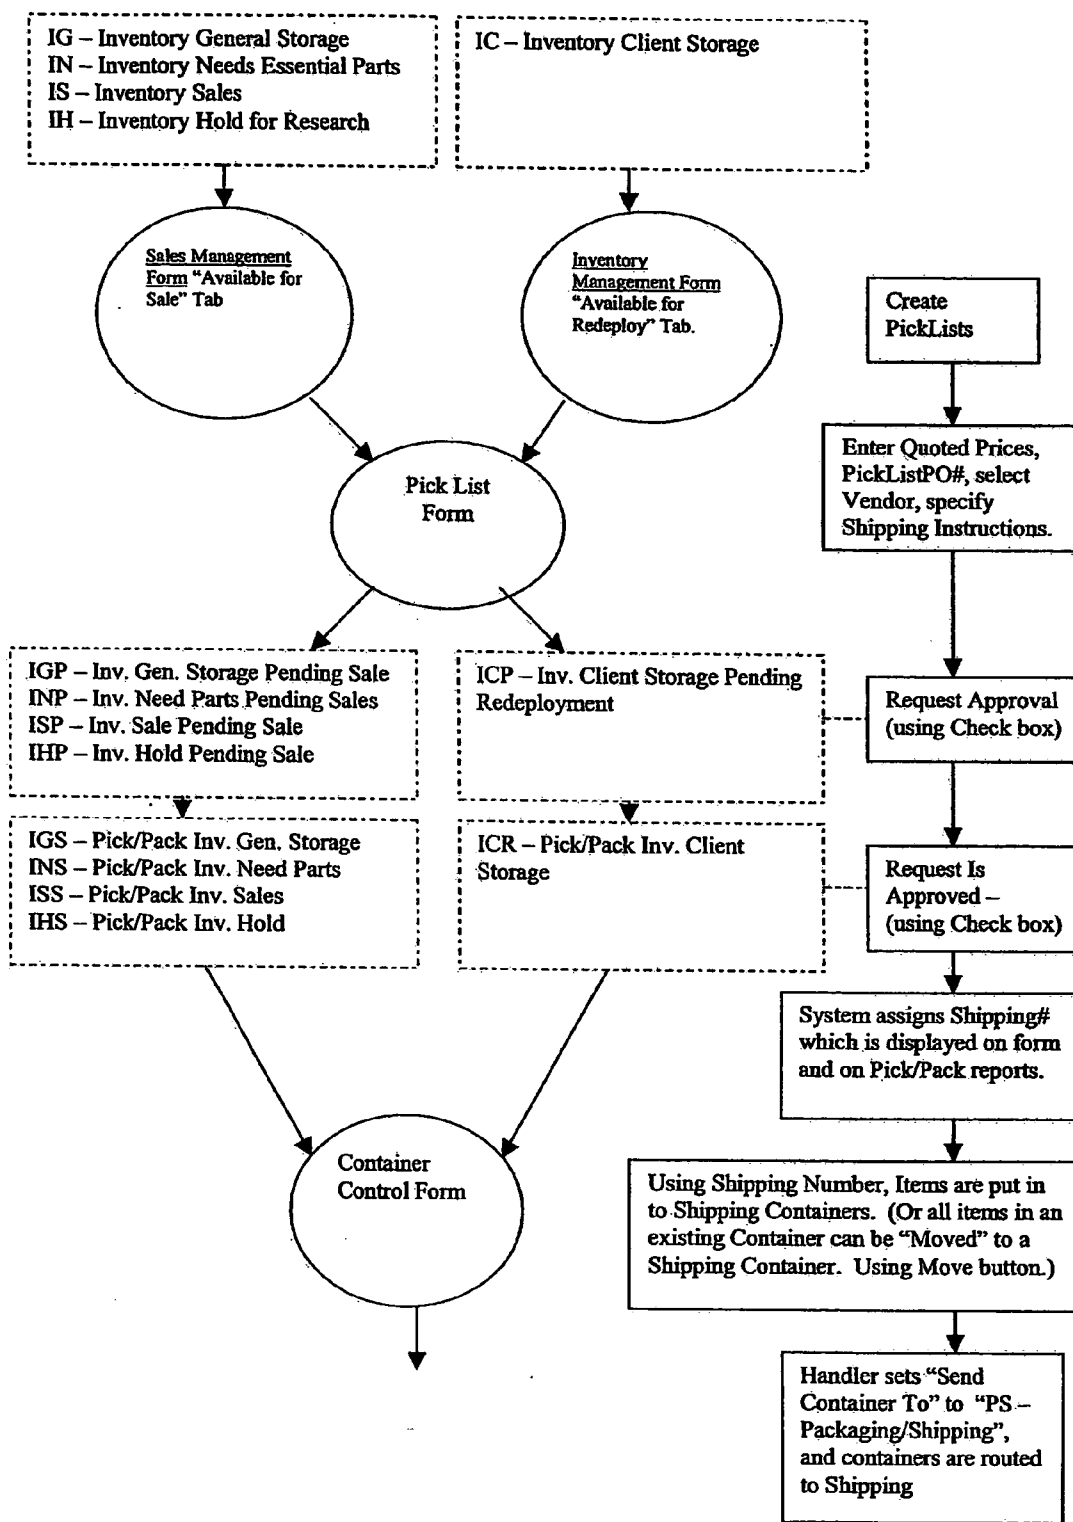 IG – Inventory General Storage
IN – Inventory Needs Essential Parts
IS – Inventory Sales
IH – Inventory Hold for Research
IC – Inventory Client Storage
Sales Management
Form “Available for
Sale” Tab
Inventory
Management Form
“Available for
Redeploy” Tab.
Create
PickLists
Enter Quoted Prices,
PickListPO#, select
Vendor, specify
Shipping Instructions.
Pick List
Form
IGP – Inv. Gen. Storage Pending Sale
INP – Inv. Need Parts Pending Sales
ISP – Inv. Sale Pending Sale
IHP – Inv. Hold Pending Sale
ICP – Inv. Client Storage Pending
Redeployment
Request Approval
(using Check box)
IGS – Pick/Pack Inv. Gen. Storage
INS – Pick/Pack Inv. Need Parts
ISS – Pick/Pack Inv. Sales
IHS – Pick/Pack Inv. Hold
ICR – Pick/Pack Inv. Client
Storage
Request Is
Approved –
(using Check box)
System assigns Shipping#
which is displayed on form
and on Pick/Pack reports.
Container
Control Form
Using Shipping Number, Items are put in
to Shipping Containers. (Or all items in an
existing Container can be “Moved” to a
Shipping Container. Using Move button.)
Handler sets “Send
Container To” to “PS –
Packaging/Shipping”,
and containers are routed
to Shipping